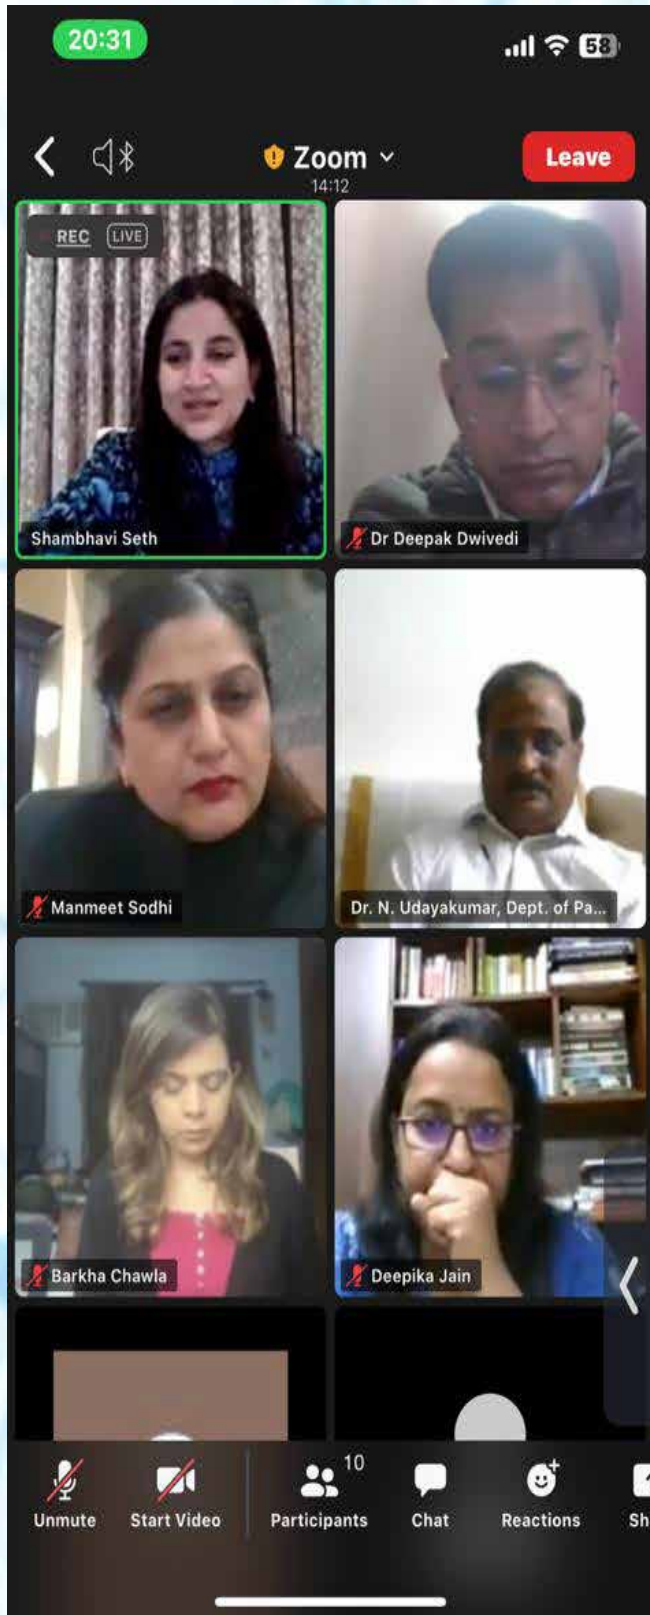 20:31
58
Zoom
Leave
14:12
REC LIVE
Shambhavi Seth
Dr Deepak Dwivedi
Manmeet Sodhi
Dr. N. Udayakumar, Dept. of Pa...
Barkha Chawla
Deepika Jain
10
Unmute
Start Video
Participants
Chat
Reactions
Sh